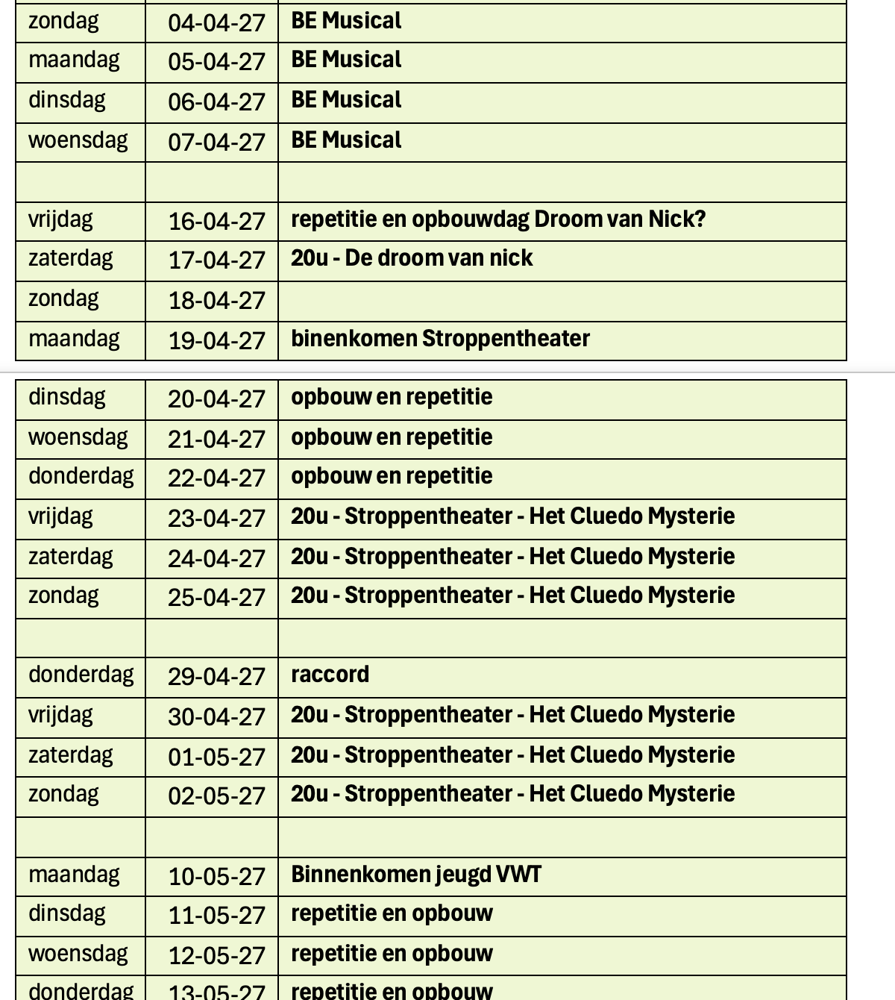 zondag 04-04-27 BE Musical
maandag 05-04-27 BE Musical
dinsdag 06-04-27 BE Musical
woensdag 07-04-27 BE Musical
vrijdag 16-04-27 repetitie en opbouwdag Droom van Nick?
zaterdag 17-04-27 20u - De droom van nick
zondag 18-04-27
maandag 19-04-27 binenkomen Stroppentheater
dinsdag 20-04-27 opbouw en repetitie
woensdag 21-04-27 opbouw en repetitie
donderdag 22-04-27 opbouw en repetitie
vrijdag 23-04-27 20u - Stroppentheater - Het Cluedo Mysterie
zaterdag 24-04-27 20u - Stroppentheater - Het Cluedo Mysterie
zondag 25-04-27 20u - Stroppentheater - Het Cluedo Mysterie
donderdag 29-04-27 raccord
vrijdag 30-04-27 20u - Stroppentheater - Het Cluedo Mysterie
zaterdag 01-05-27 20u - Stroppentheater - Het Cluedo Mysterie
zondag 02-05-27 20u - Stroppentheater - Het Cluedo Mysterie
maandag 10-05-27 Binnenkomen jeugd VWT
dinsdag 11-05-27 repetitie en opbouw
woensdag 12-05-27 repetitie en opbouw
donderdag 13-05-27 repetitie en opbouw